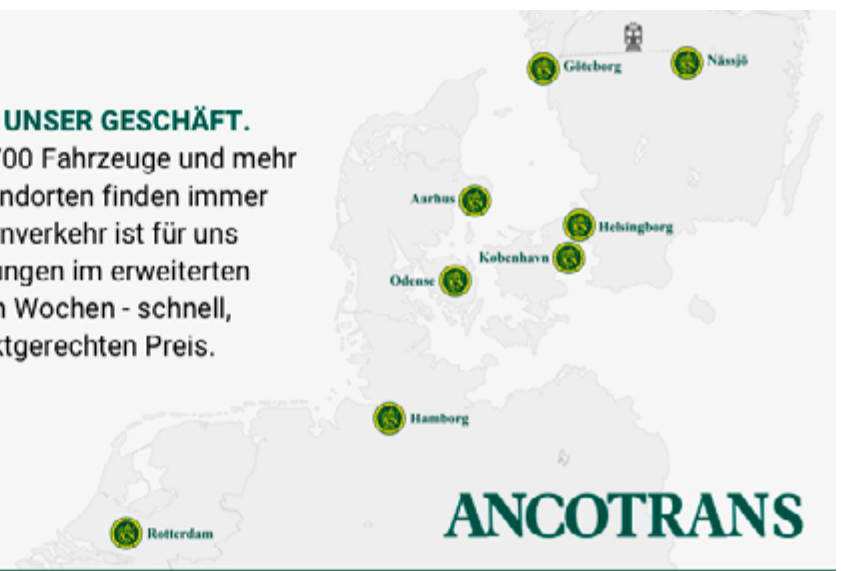 UNSER GESCHÄFT.
700 Fahrzeuge und mehr
ndorten finden immer
nverkehr ist für uns
ungen im erweiterten
n Wochen - schnell,
ktgerechten Preis.
Göteborg
Nässjö
Aarhus
Helsingborg
København
Odense
Hamborg
Rotterdam
ANCOTRANS